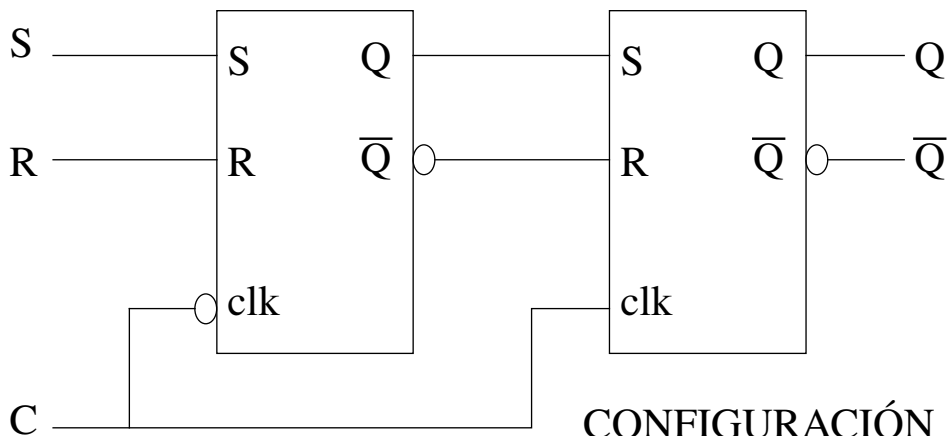 S S Q S Q Q
R R Q̅ R Q̅ Q̅
clk clk
C
CONFIGURACIÓN